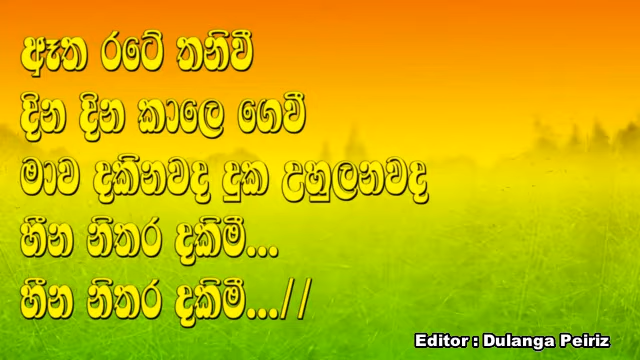 ඈත රටේ තනිවී
දින දින කාලෙ ගෙවී
මාව දකිනවද දුක උහුලනවද
හීන නිතර දකිමී...
හීන නිතර දකිමී...//
Editor : Dulanga Peiriz